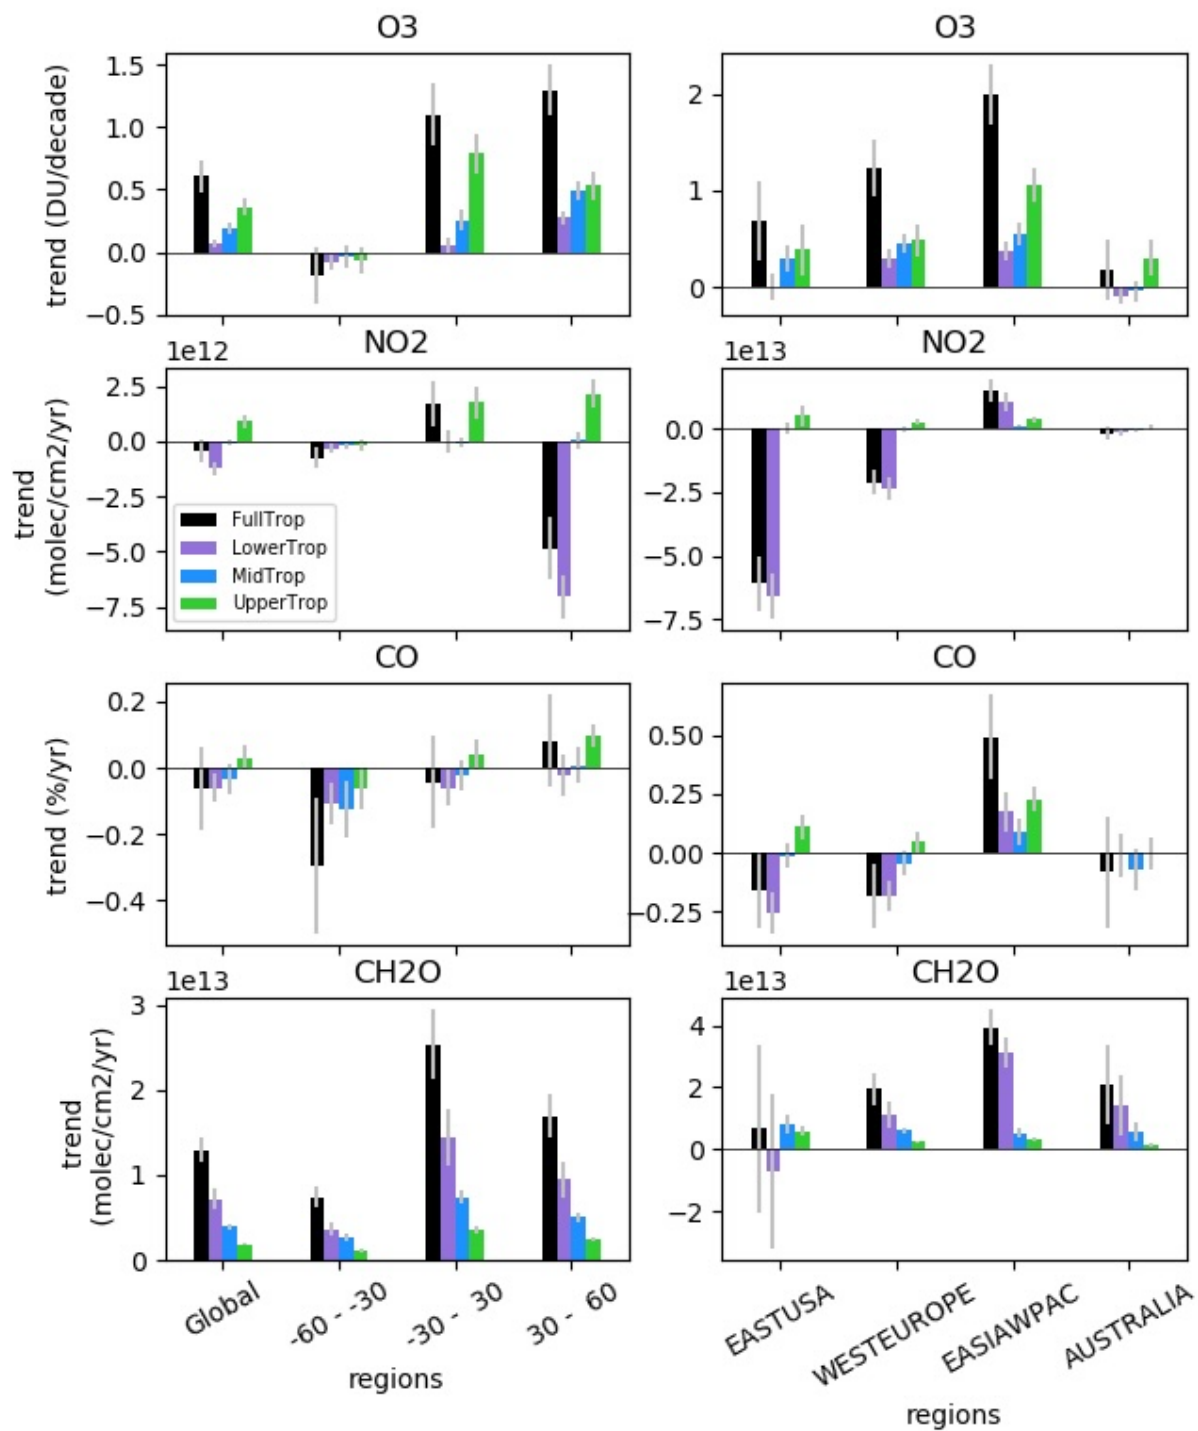 O3
O3
trend (DU/decade)
1.5
1.0
0.5
0.0
−0.5
2
1
0
1e12
NO2
1e13
NO2
trend
(molec/cm2/yr)
2.5
0.0
−2.5
−5.0
−7.5
FullTrop
LowerTrop
MidTrop
UpperTrop
0.0
−2.5
−5.0
−7.5
CO
CO
trend (%/yr)
0.2
0.0
−0.2
−0.4
0.50
0.25
0.00
−0.25
1e13
CH2O
1e13
CH2O
trend
(molec/cm2/yr)
3
2
1
0
4
2
0
−2
Global
-60 - -30
-30 - 30
30 - 60
regions
EASTUSA
WESTEUROPE
EASIAWPAC
AUSTRALIA
regions